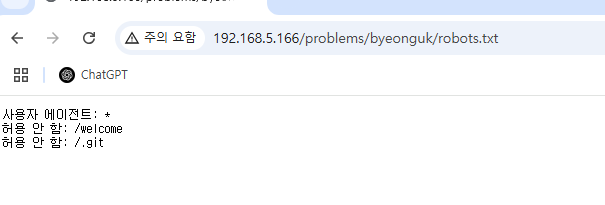 주의 요함
192.168.5.166/problems/byeonguk/robots.txt
ChatGPT
사용자 에이전트: *
허용 안 함: /welcome
허용 안 함: /.git